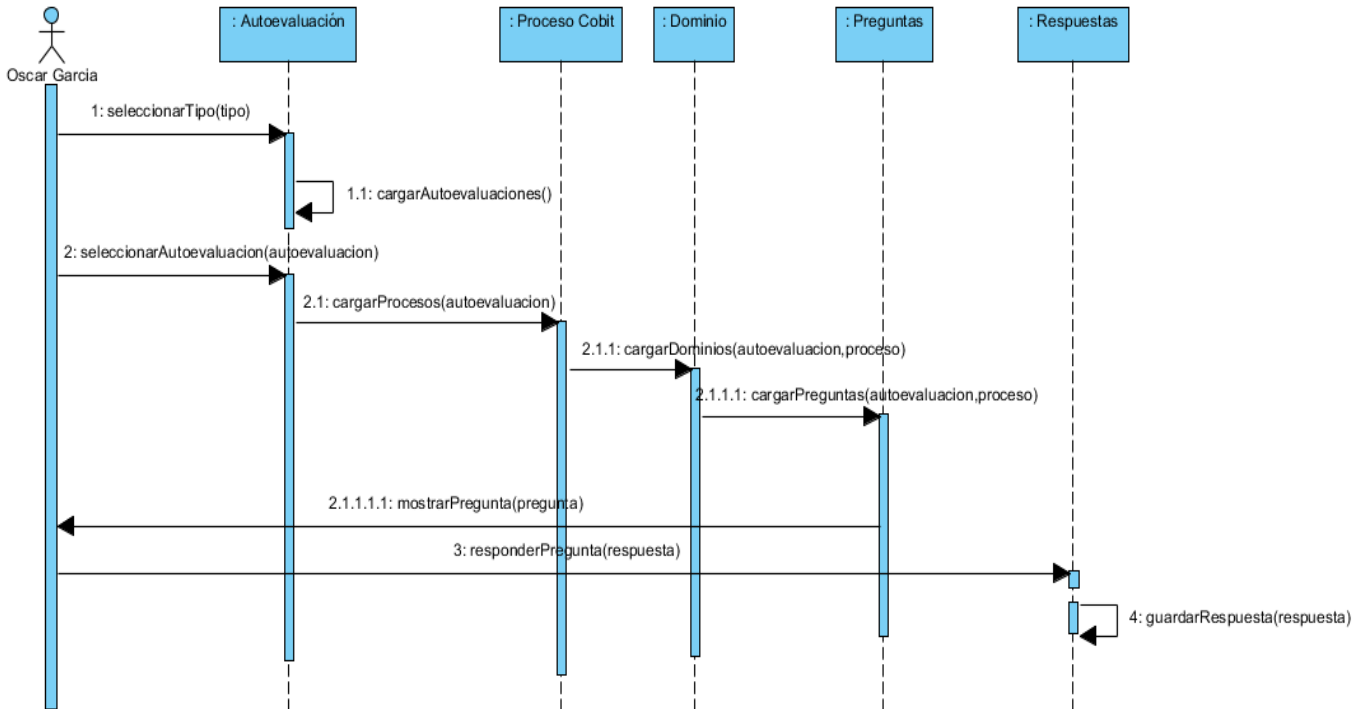 : Autoevaluación
: Proceso Cobit
: Dominio
: Preguntas
: Respuestas
Oscar Garcia
1: seleccionarTipo(tipo)
1.1: cargarAutoevaluaciones()
2: seleccionarAutoevaluacion(autoevaluacion)
2.1: cargarProcesos(autoevaluacion)
2.1.1: cargarDominios(autoevaluacion,proceso)
2.1.1.1: cargarPreguntas(autoevaluacion,proceso)
2.1.1.1.1: mostrarPregunta(pregunta)
3: responderPregunta(respuesta)
4: guardarRespuesta(respuesta)